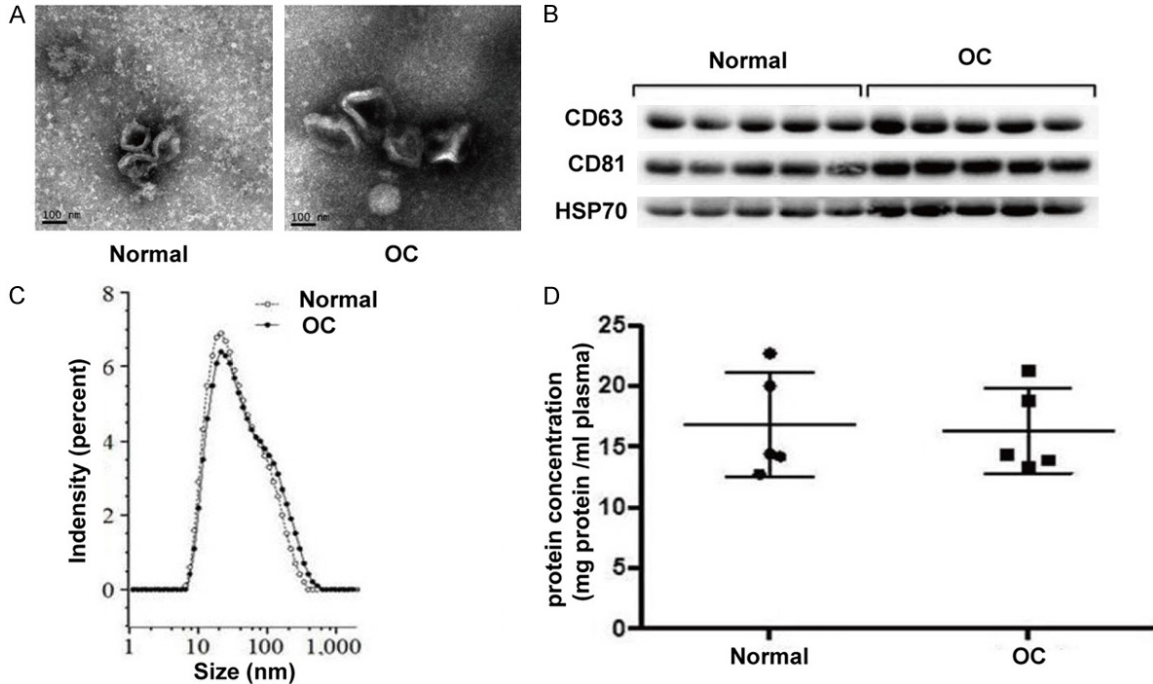 A
100 nm
Normal
100 nm
OC
B
Normal
OC
CD63
CD81
HSP70
C
Normal
OC
Indensity (percent)
8
6
4
2
0
1
10
100
1,000
Size (nm)
D
protein concentration
(mg protein /ml plasma)
25
20
15
10
5
0
Normal
OC